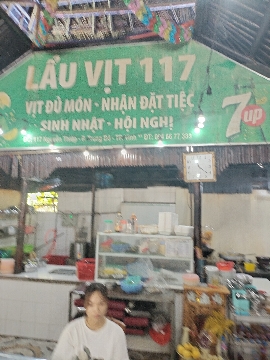 LẨU VỊT 117
VỊT ĐỦ MÓN - NHẬN ĐẶT TIỆC
SINH NHẬT - HỘI NGHỊ
7up